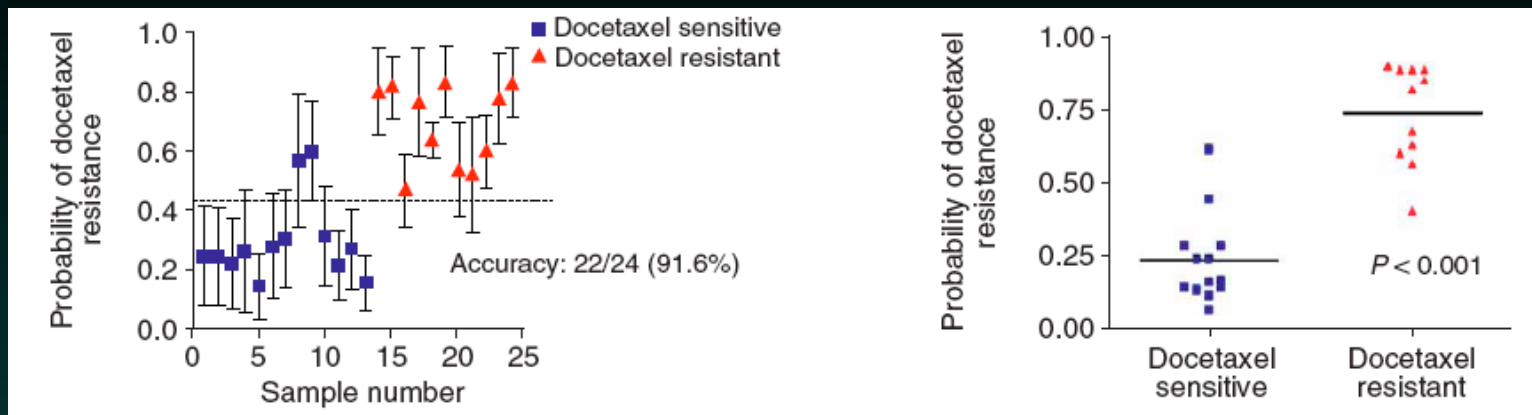 Probability of docetaxel
resistance
1.0
0.8
0.6
0.4
0.2
0.0
0 5 10 15 20 25
Sample number
Docetaxel sensitive
Docetaxel resistant
Accuracy: 22/24 (91.6%)
Probability of docetaxel
resistance
1.00
0.75
0.50
0.25
0.00
P < 0.001
Docetaxel
sensitive
Docetaxel
resistant